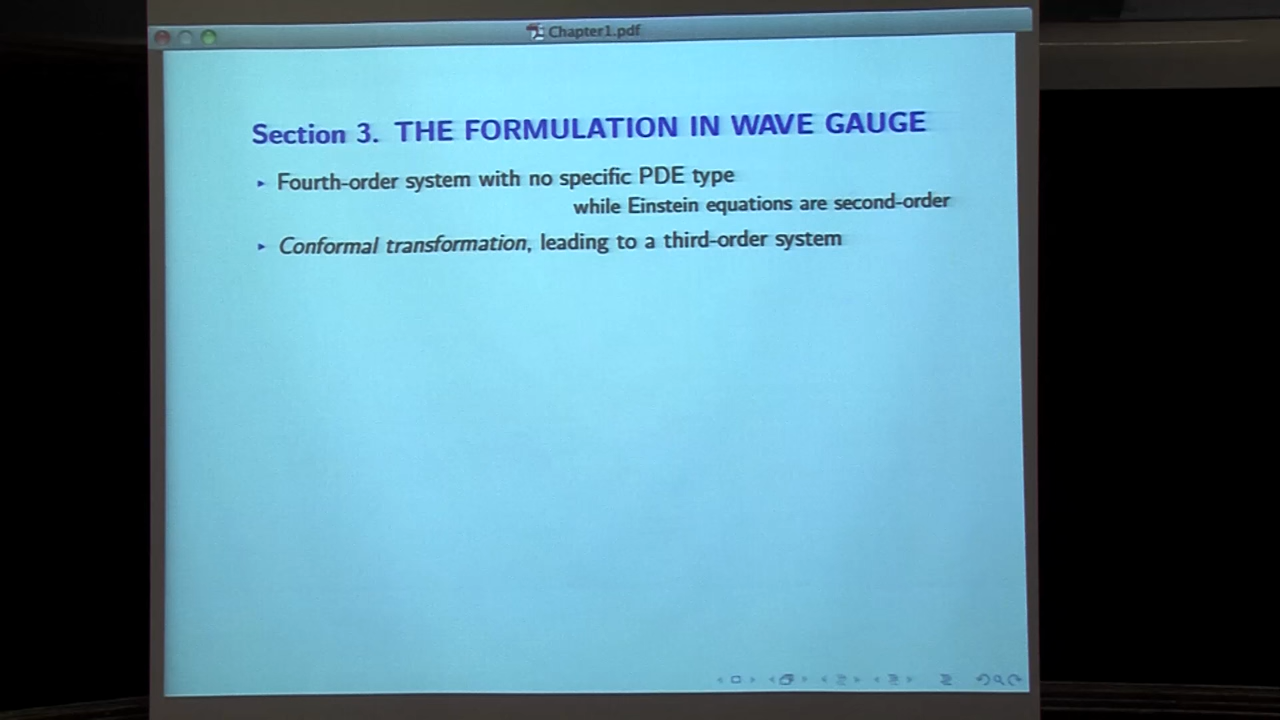 Chapter1.pdf
Section 3. THE FORMULATION IN WAVE GAUGE
▸ Fourth-order system with no specific PDE type
while Einstein equations are second-order
▸ Conformal transformation, leading to a third-order system